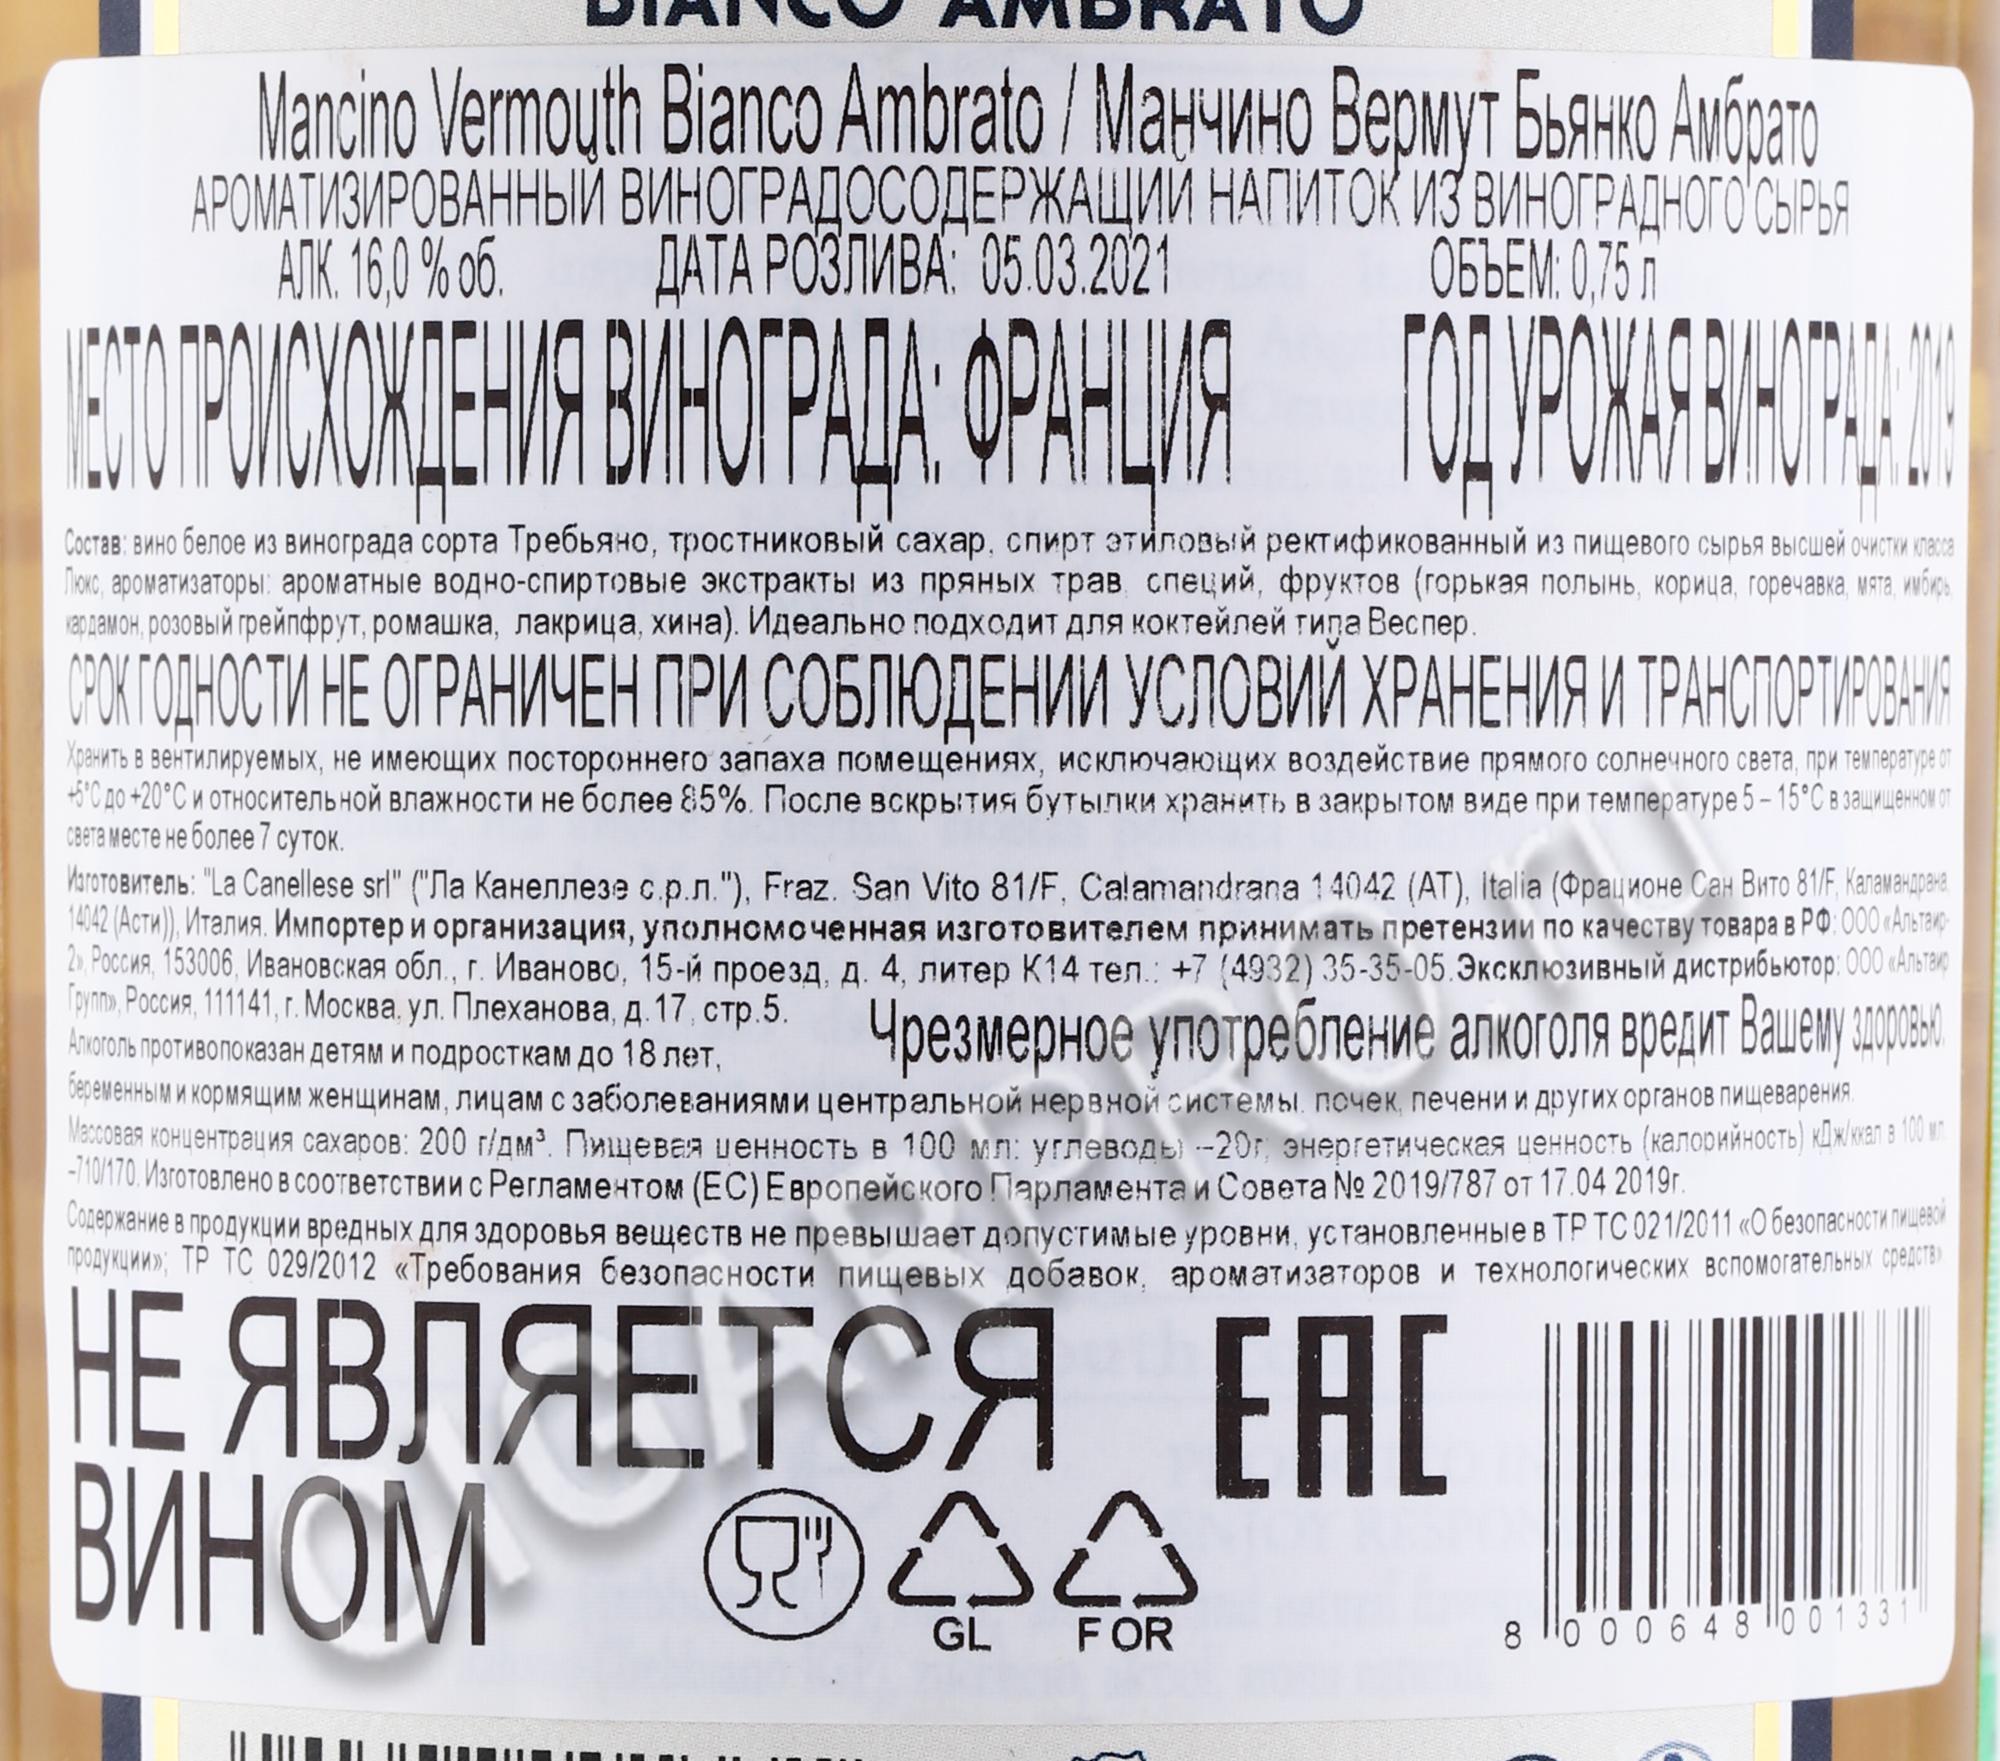 BIANCO AMBRATO
Mancino Vermouth Bianco Ambrato / Манчино Вермут Бьянко Амбрато
АРОМАТИЗИРОВАННЫЙ ВИНОГРАДОСОДЕРЖАЩИЙ НАПИТОК ИЗ ВИНОГРАДНОГО СЫРЬЯ
АЛК. 16,0 % об. ДАТА РОЗЛИВА: 05.03.2021 ОБЪЕМ: 0,75 л
МЕСТО ПРОИСХОЖДЕНИЯ ВИНОГРАДА: ФРАНЦИЯ ГОД УРОЖАЯ ВИНОГРАДА: 2019
Состав: вино белое из винограда сорта Требьяно, тростниковый сахар, спирт этиловый ректификованный из пищевого сырья высшей очистки класса
Люкс, ароматизаторы: ароматные водно-спиртовые экстракты из пряных трав, специй, фруктов (горькая полынь, корица, горечавка, мята, имбирь,
кардамон, розовый грейпфрут, ромашка, лакрица, хина). Идеально подходит для коктейлей типа Веспер.
СРОК ГОДНОСТИ НЕ ОГРАНИЧЕН ПРИ СОБЛЮДЕНИИ УСЛОВИЙ ХРАНЕНИЯ И ТРАНСПОРТИРОВАНИЯ
Хранить в вентилируемых, не имеющих постороннего запаха помещениях, исключающих воздействие прямого солнечного света, при температуре от
+5°С до +20°С и относительной влажности не более 85%. После вскрытия бутылки хранить в закрытом виде при температуре 5 – 15°С в защищенном от
света месте не более 7 суток.
Изготовитель: "La Canellese srl" ("Ла Канеллезе с.р.л."), Fraz. San Vito 81/F, Calamandrana 14042 (AT), Italia (Фрационе Сан Вито 81/F, Каламандрана
14042 (Асти)), Италия. Импортер и организация, уполномоченная изготовителем принимать претензии по качеству товара в РФ: ООО «Альтаир-
2», Россия, 153006, Ивановская обл., г. Иваново, 15-й проезд, д. 4, литер К14 тел.: +7 (4932) 35-35-05. Эксклюзивный дистрибьютор: ООО «Альтаир
Групп», Россия, 111141, г. Москва, ул. Плеханова, д.17, стр.5.
Чрезмерное употребление алкоголя вредит Вашему здоровью.
Алкоголь противопоказан детям и подросткам до 18 лет,
беременным и кормящим женщинам, лицам с заболеваниями центральной нервной системы, почек, печени и других органов пищеварения.
Массовая концентрация сахаров: 200 г/дм³. Пищевая ценность в 100 мл: углеводы –20г, энергетическая ценность (калорийность) кДж/ккал в 100 мл.
–710/170. Изготовлено в соответствии с Регламентом (ЕС) Европейского Парламента и Совета № 2019/787 от 17.04 2019г.
Содержание в продукции вредных для здоровья веществ не превышает допустимые уровни, установленные в ТР ТС 021/2011 «О безопасности пищевой
продукции»; ТР ТС 029/2012 «Требования безопасности пищевых добавок, ароматизаторов и технологических вспомогательных средств»
НЕ ЯВЛЯЕТСЯ
ВИНОМ
EAC
GL
FOR
8 000648 001331
CIGARPRO.ru